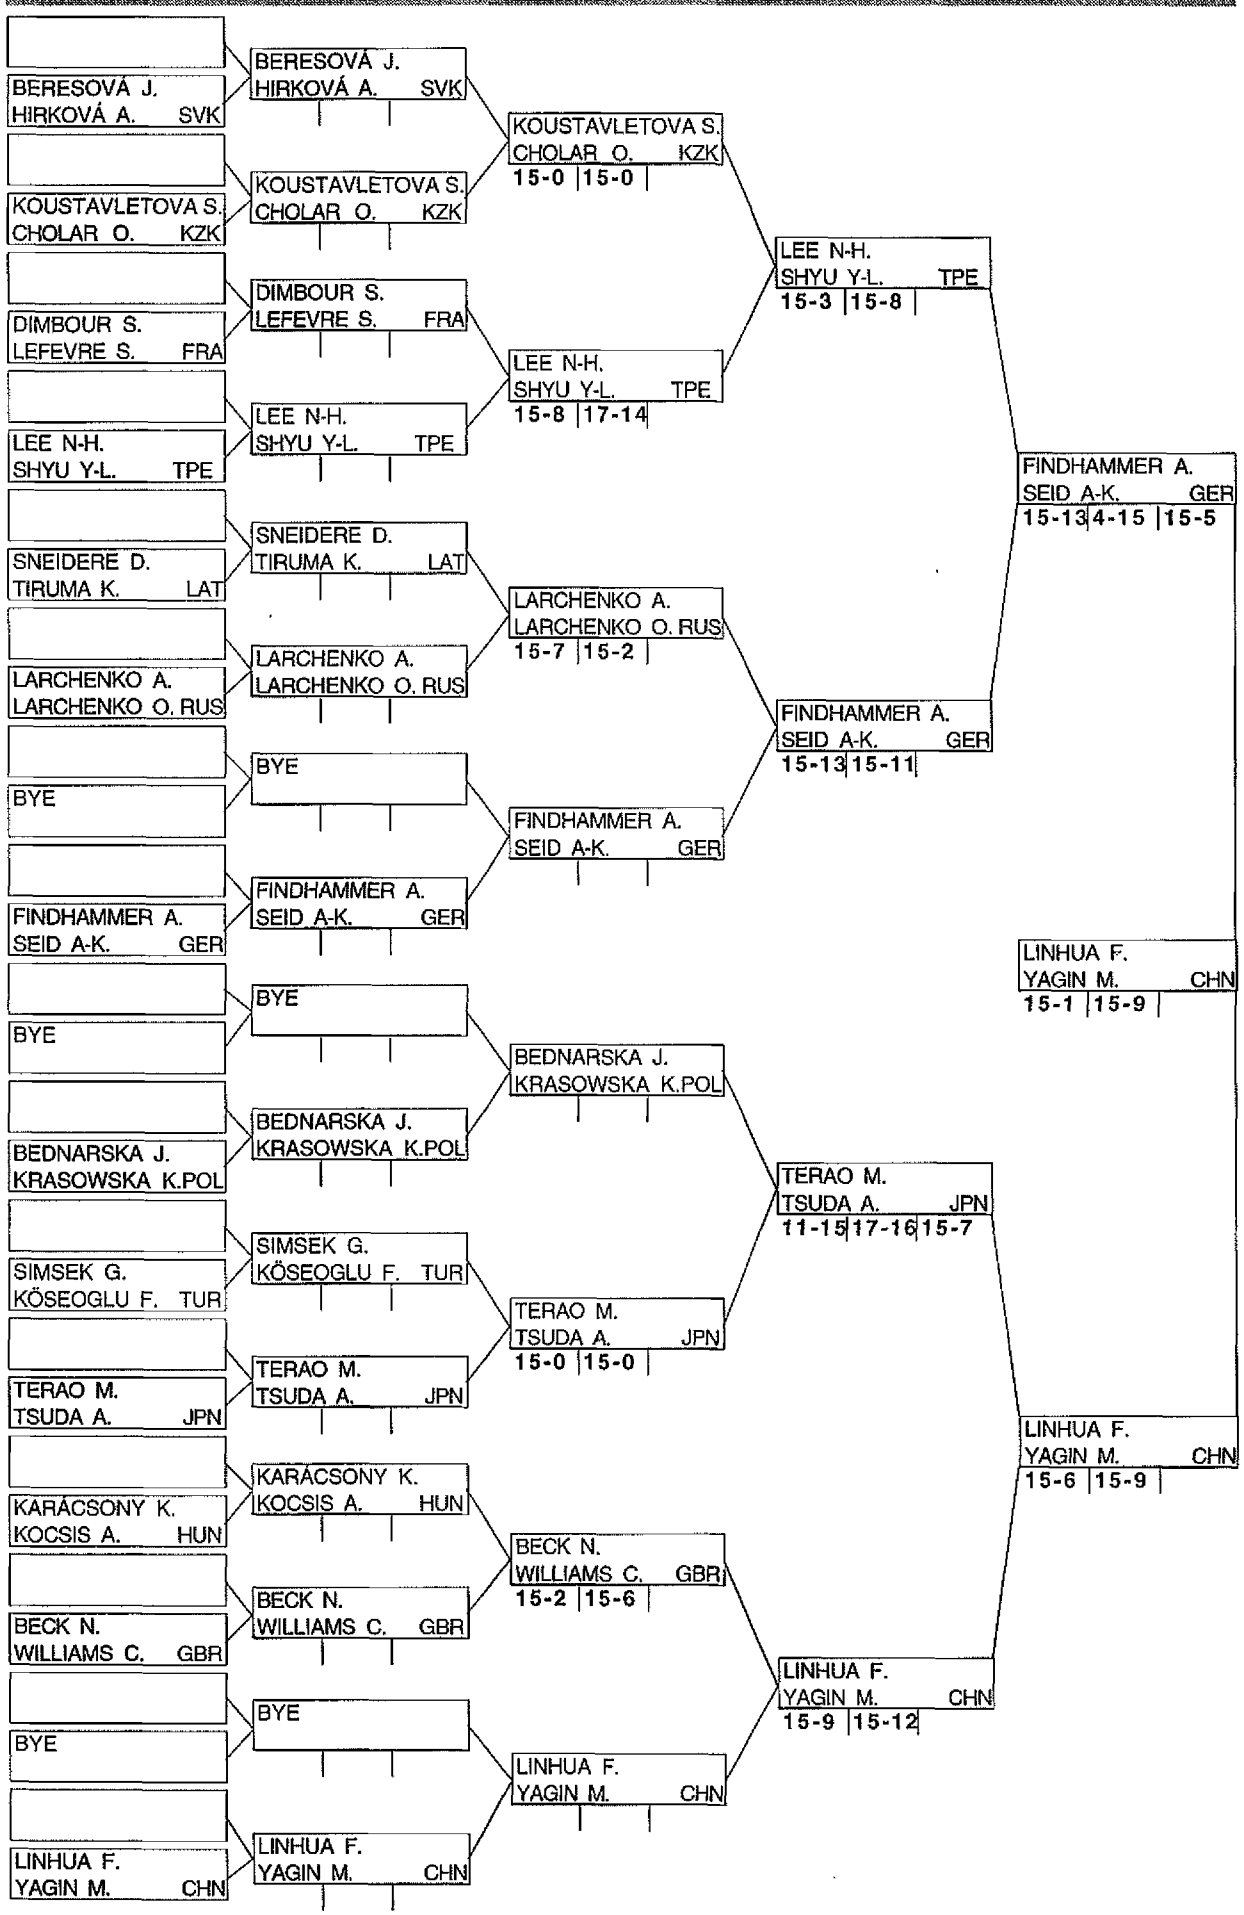 BERESOVÁ J.
HIRKOVÁ A. SVK
KOUSTAVLETOVA S.
CHOLAR O. KZK
DIMBOUR S.
LEFEVRE S. FRA
LEE N-H.
SHYU Y-L. TPE
SNEIDERE D.
TIRUMA K. LAT
LARCHENKO A.
LARCHENKO O. RUS
BYE
FINDHAMMER A.
SEID A-K. GER
BYE
BEDNARSKA J.
KRASOWSKA K.POL
SIMSEK G.
KÖSEOGLU F. TUR
TERAO M.
TSUDA A. JPN
KARÁCSONY K.
KOCSIS A. HUN
BECK N.
WILLIAMS C. GBR
BYE
LINHUA F.
YAGIN M. CHN
BERESOVÁ J.
HIRKOVÁ A. SVK
KOUSTAVLETOVA S.
CHOLAR O. KZK
DIMBOUR S.
LEFEVRE S. FRA
LEE N-H.
SHYU Y-L. TPE
SNEIDERE D.
TIRUMA K. LAT
LARCHENKO A.
LARCHENKO O. RUS
BYE
FINDHAMMER A.
SEID A-K. GER
BYE
BEDNARSKA J.
KRASOWSKA K.POL
SIMSEK G.
KÖSEOGLU F. TUR
TERAO M.
TSUDA A. JPN
KARÁCSONY K.
KOCSIS A. HUN
BECK N.
WILLIAMS C. GBR
BYE
LINHUA F.
YAGIN M. CHN
KOUSTAVLETOVA S.
CHOLAR O. KZK
15-0 15-0
LEE N-H.
SHYU Y-L. TPE
15-8 17-14
LARCHENKO A.
LARCHENKO O. RUS
15-7 15-2
FINDHAMMER A.
SEID A-K. GER
BEDNARSKA J.
KRASOWSKA K.POL
TERAO M.
TSUDA A. JPN
15-0 15-0
BECK N.
WILLIAMS C. GBR
15-2 15-6
LINHUA F.
YAGIN M. CHN
LEE N-H.
SHYU Y-L. TPE
15-3 15-8
FINDHAMMER A.
SEID A-K. GER
15-13 15-11
TERAO M.
TSUDA A. JPN
11-15 17-16 15-7
LINHUA F.
YAGIN M. CHN
15-9 15-12
FINDHAMMER A.
SEID A-K. GER
15-13 4-15 15-5
LINHUA F.
YAGIN M. CHN
15-1 15-9
LINHUA F.
YAGIN M. CHN
15-6 15-9